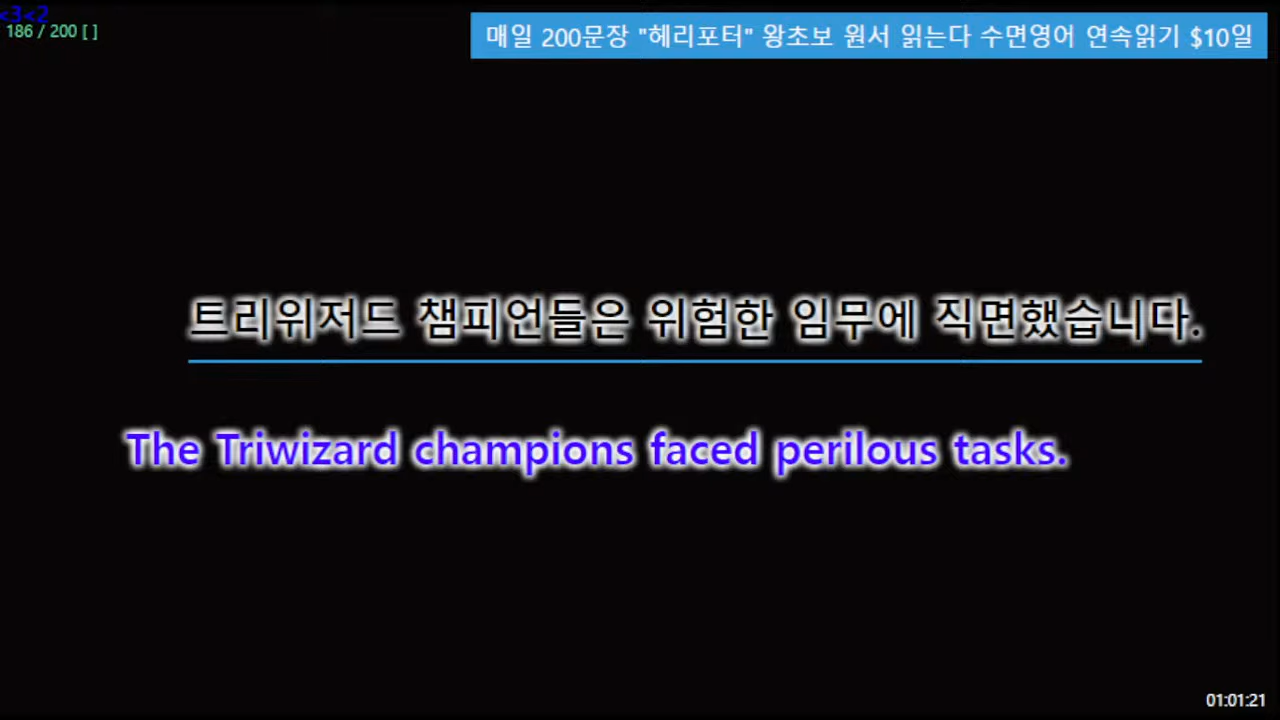 <3<2
186 / 200 [ ]
매일 200문장 "헤리포터" 왕초보 원서 읽는다 수면영어 연속읽기 $10일
트리위저드 챔피언들은 위험한 임무에 직면했습니다.
The Triwizard champions faced perilous tasks.
01:01:21